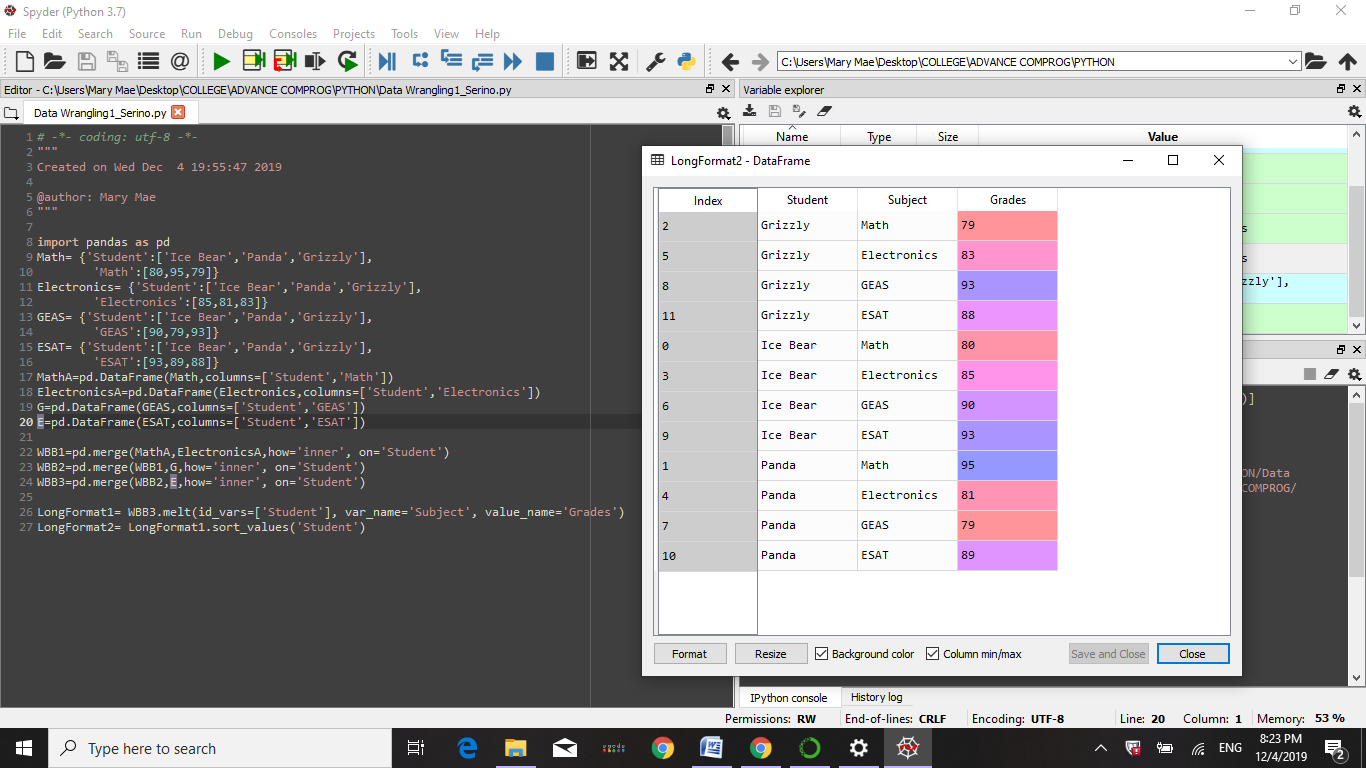 Spyder (Python 3.7)
File Edit Search Source Run Debug Consoles Projects Tools View Help
C:\Users\Mary Mae\Desktop\COLLEGE\ADVANCE COMPROG\PYTHON
Editor - C:\Users\Mary Mae\Desktop\COLLEGE\ADVANCE COMPROG\PYTHON\Data Wrangling1_Serino.py
Data Wrangling1_Serino.py
1 # -*- coding: utf-8 -*-
2 """
3 Created on Wed Dec  4 19:55:47 2019
4
5 @author: Mary Mae
6 """
7
8 import pandas as pd
9 Math= {'Student':['Ice Bear','Panda','Grizzly'],
10         'Math':[80,95,79]}
11 Electronics= {'Student':['Ice Bear','Panda','Grizzly'],
12         'Electronics':[85,81,83]}
13 GEAS= {'Student':['Ice Bear','Panda','Grizzly'],
14         'GEAS':[90,79,93]}
15 ESAT= {'Student':['Ice Bear','Panda','Grizzly'],
16         'ESAT':[93,89,88]}
17 MathA=pd.DataFrame(Math,columns=['Student','Math'])
18 ElectronicsA=pd.DataFrame(Electronics,columns=['Student','Electronics'])
19 G=pd.DataFrame(GEAS,columns=['Student','GEAS'])
20 E=pd.DataFrame(ESAT,columns=['Student','ESAT'])
21
22 WBB1=pd.merge(MathA,ElectronicsA,how='inner', on='Student')
23 WBB2=pd.merge(WBB1,G,how='inner', on='Student')
24 WBB3=pd.merge(WBB2,E,how='inner', on='Student')
25
26 LongFormat1= WBB3.melt(id_vars=['Student'], var_name='Subject', value_name='Grades')
27 LongFormat2= LongFormat1.sort_values('Student')
Variable explorer
Name Type Size Value
s
s
zzly'],
)]
ON/Data
COMPROG/
LongFormat2 - DataFrame
Index Student Subject Grades
2 Grizzly Math 79
5 Grizzly Electronics 83
8 Grizzly GEAS 93
11 Grizzly ESAT 88
0 Ice Bear Math 80
3 Ice Bear Electronics 85
6 Ice Bear GEAS 90
9 Ice Bear ESAT 93
1 Panda Math 95
4 Panda Electronics 81
7 Panda GEAS 79
10 Panda ESAT 89
Format Resize Background color Column min/max Save and Close Close
IPython console History log
Permissions: RW End-of-lines: CRLF Encoding: UTF-8 Line: 20 Column: 1 Memory: 53 %
Type here to search
ENG
8:23 PM
12/4/2019
2